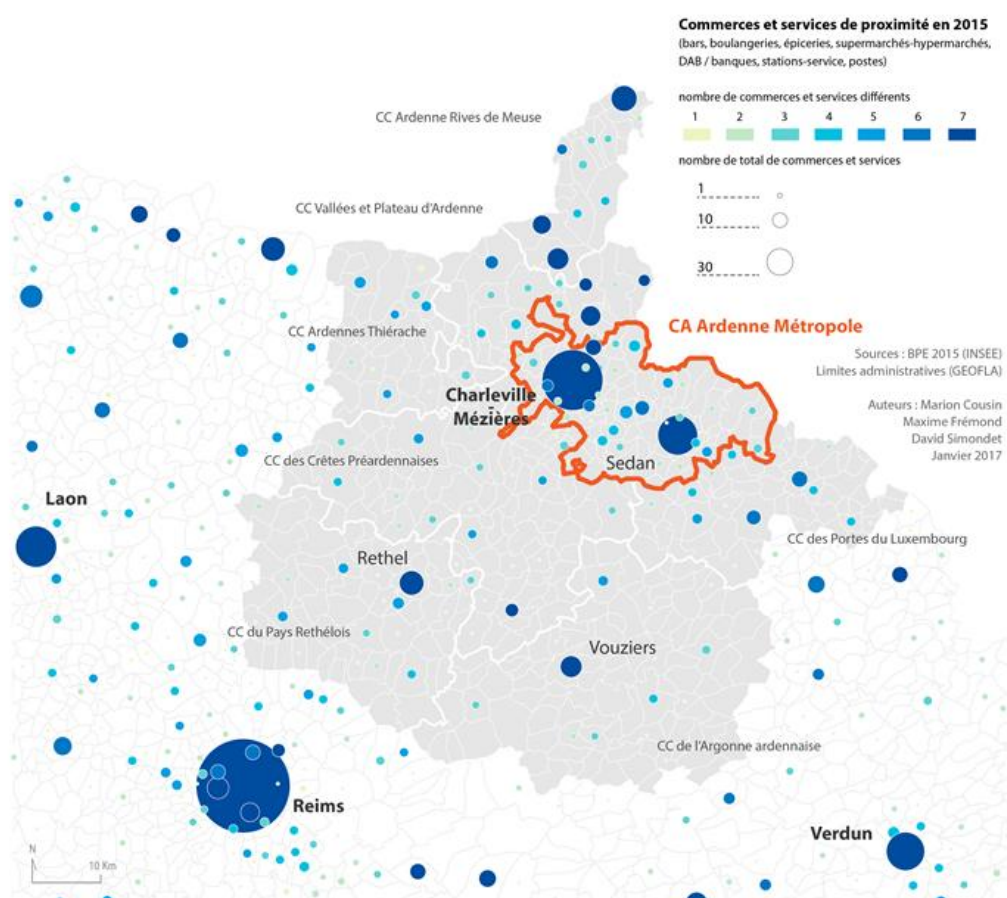 Commerces et services de proximité en 2015
(bars, boulangeries, épiceries, supermarchés-hypermarchés,
DAB / banques, stations-service, postes)
nombre de commerces et services différents
1 2 3 4 5 6 7
nombre de total de commerces et services
1
10
30
CC Ardenne Rives de Meuse
CC Vallées et Plateau d'Ardenne
CC Ardennes Thiérache
CA Ardenne Métropole
Sources : BPE 2015 (INSEE)
Limites administratives (GEOFLA)
Auteurs : Marion Cousin
Maxime Frémond
David Simondet
Janvier 2017
Charleville
-
Mézières
Sedan
CC des Crêtes Préardennaises
Laon
CC des Portes du Luxembourg
Rethel
CC du Pays Rethélois
Vouziers
CC de l'Argonne ardennaise
Reims
Verdun
N
10 Km